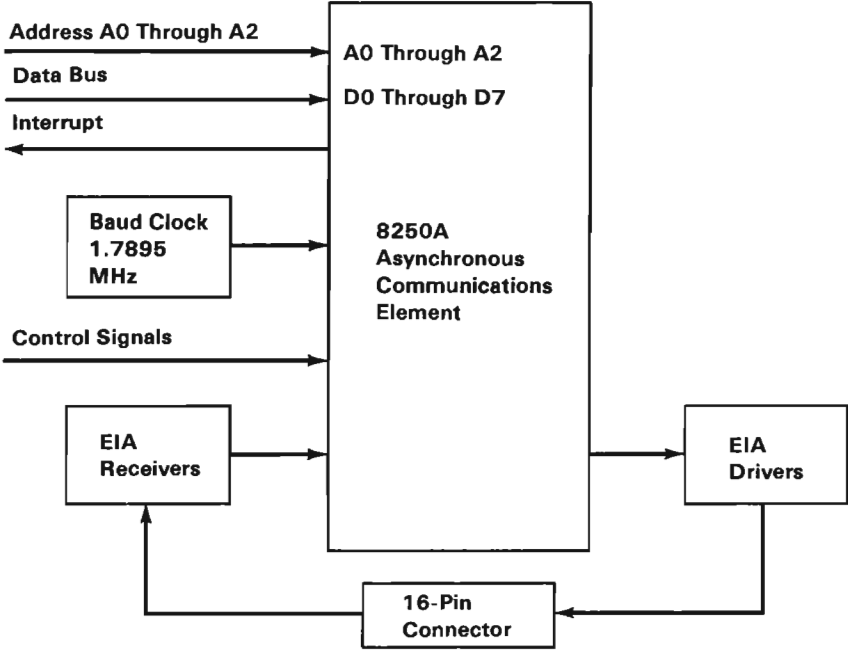 Address A0 Through A2
A0 Through A2
Data Bus
D0 Through D7
Interrupt
Baud Clock
1.7895
MHz
8250A
Asynchronous
Communications
Element
Control Signals
EIA
Receivers
EIA
Drivers
16-Pin
Connector